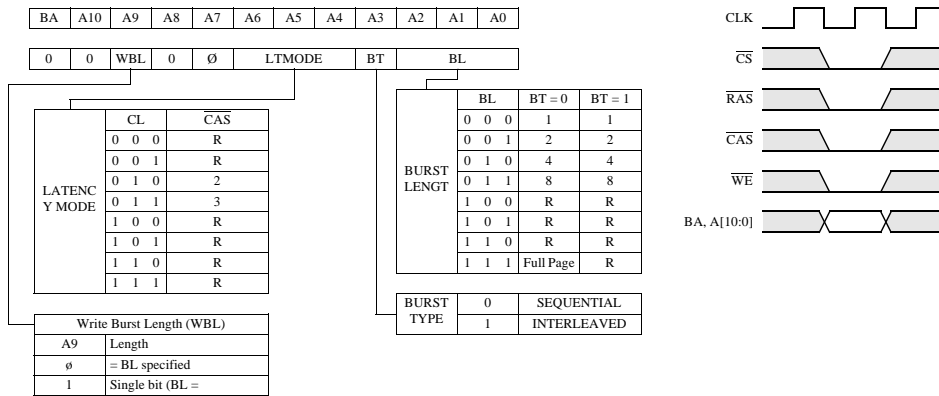 BA A10 A9 A8 A7 A6 A5 A4 A3 A2 A1 A0
0 0 WBL 0 Ø LTMODE BT BL
LATENC
Y MODE
CL CAS
0 0 0 R
0 0 1 R
0 1 0 2
0 1 1 3
1 0 0 R
1 0 1 R
1 1 0 R
1 1 1 R
BURST
LENGT
BL BT = 0 BT = 1
0 0 0 1 1
0 0 1 2 2
0 1 0 4 4
0 1 1 8 8
1 0 0 R R
1 0 1 R R
1 1 0 R R
1 1 1 Full Page R
BURST
TYPE
0 SEQUENTIAL
1 INTERLEAVED
Write Burst Length (WBL)
A9 Length
ø = BL specified
1 Single bit (BL =
CLK
CS
RAS
CAS
WE
BA, A[10:0]